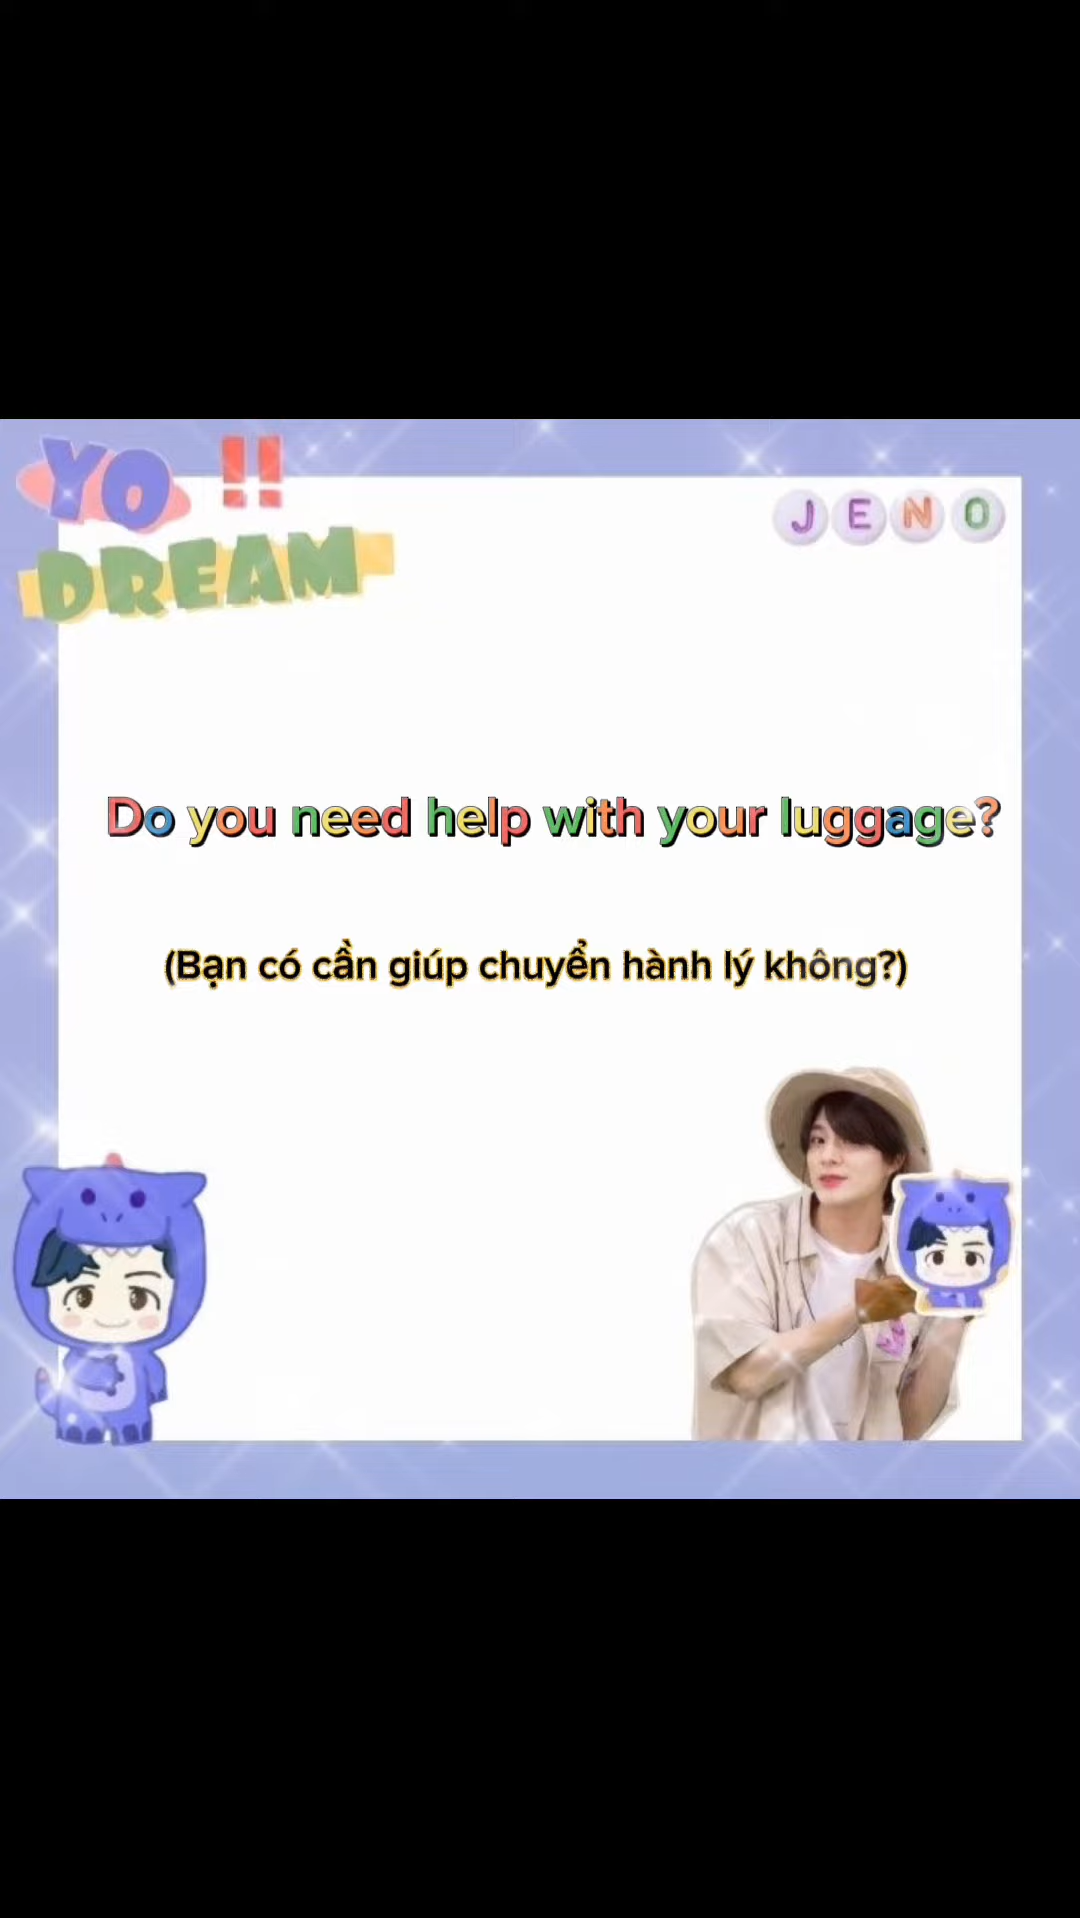 YO !!
DREAM
JENO
Do you need help with your luggage?
(Bạn có cần giúp chuyển hành lý không?)